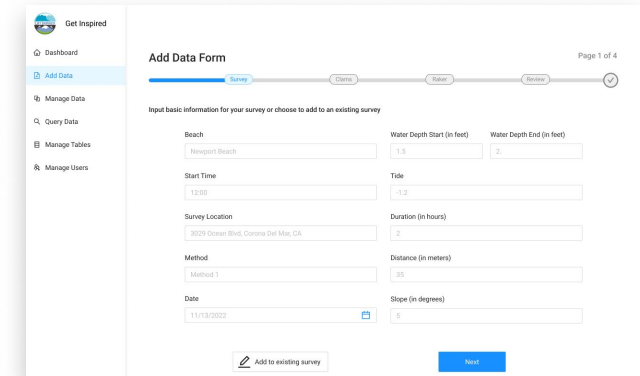 Get Inspired
Dashboard
Add Data
Manage Data
Query Data
Manage Tables
Manage Users
Add Data Form
Page 1 of 4
Survey
Clams
Raker
Review
Input basic information for your survey or choose to add to an existing survey
Beach
Newport Beach
Water Depth Start (in feet)
1.5
Water Depth End (in feet)
2.
Start Time
12:00
Tide
-1.2
Survey Location
3029 Ocean Blvd, Corona Del Mar, CA
Duration (in hours)
2
Method
Method 1
Distance (in meters)
35
Date
11/13/2022
Slope (in degrees)
5
Add to existing survey
Next